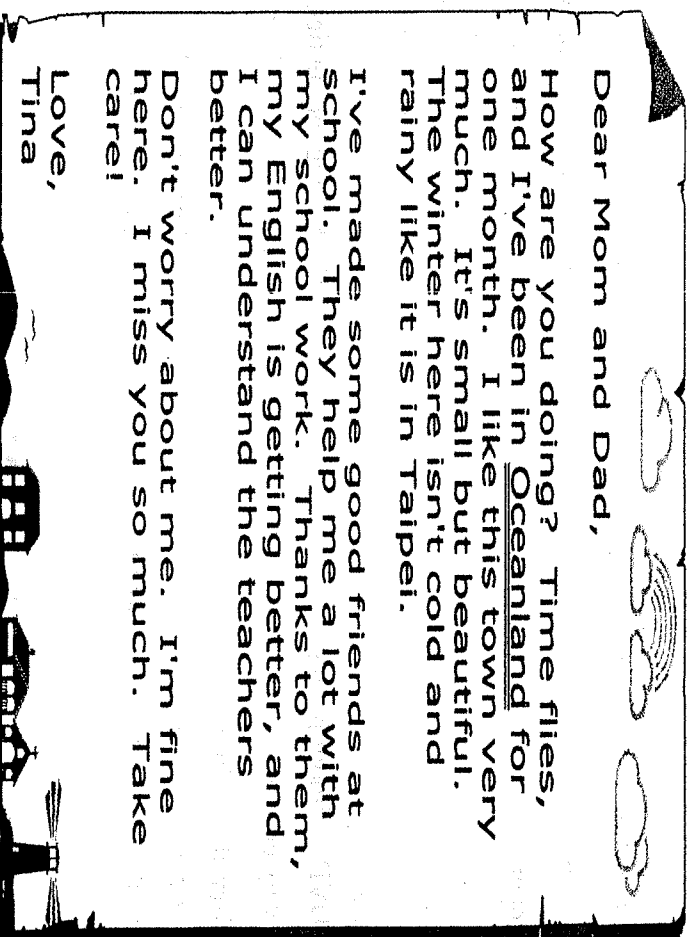 Dear Mom and Dad,
How are you doing? Time flies,
and I've been in Oceanland for
one month. I like this town very
much. It's small but beautiful.
The winter here isn't cold and
rainy like it is in Taipei.
I've made some good friends at
school. They help me a lot with
my school work. Thanks to them,
my English is getting better, and
I can understand the teachers
better.
Don't worry about me. I'm fine
here. I miss you so much. Take
care!
Love,
Tina